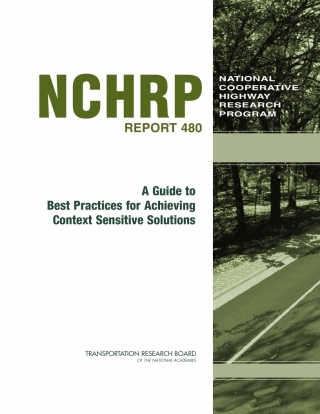 NCHRP
REPORT 480
NATIONAL
COOPERATIVE
HIGHWAY
RESEARCH
PROGRAM
A Guide to
Best Practices for Achieving
Context Sensitive Solutions
TRANSPORTATION RESEARCH BOARD
OF THE NATIONAL ACADEMIES